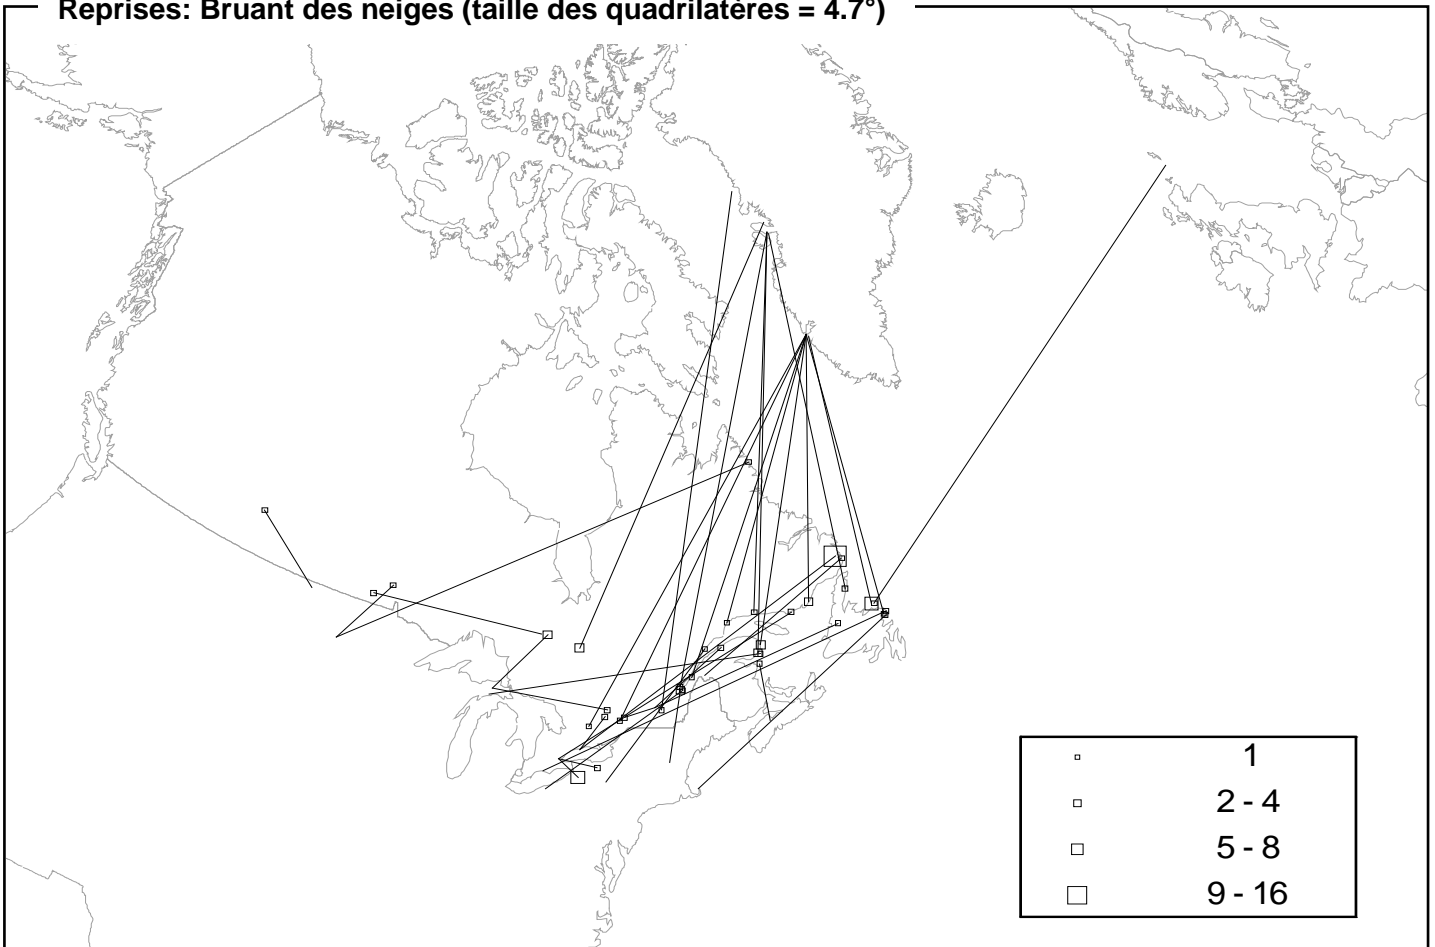 Reprises: Bruant des neiges (taille des quadrilatères = 4.7°)
1
2 - 4
5 - 8
9 - 16